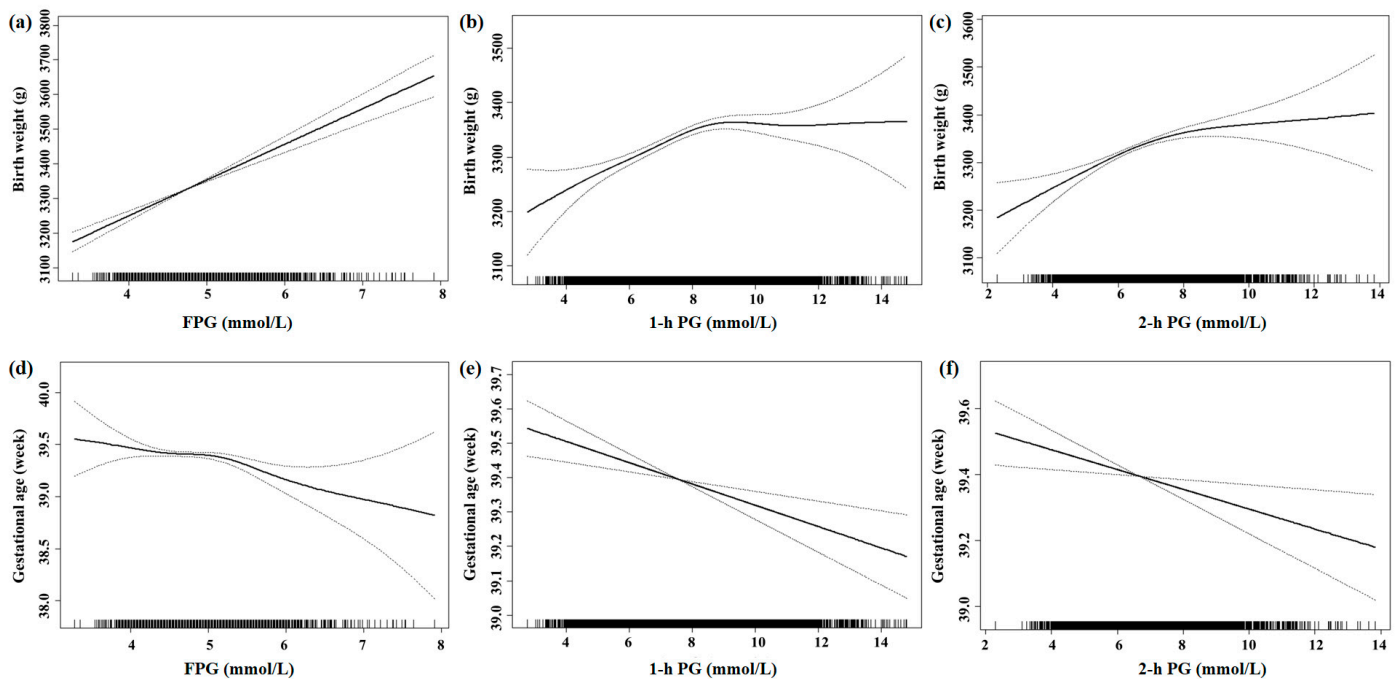 (a)
Birth weight (g)
3800
3700
3600
3500
3400
3300
3200
3100
4 5 6 7 8
FPG (mmol/L)
(b)
Birth weight (g)
3500
3400
3300
3200
3100
4 6 8 10 12 14
1-h PG (mmol/L)
(c)
Birth weight (g)
3600
3500
3400
3300
3200
3100
2 4 6 8 10 12 14
2-h PG (mmol/L)
(d)
Gestational age (week)
40.0
39.5
39.0
38.5
38.0
4 5 6 7 8
FPG (mmol/L)
(e)
Gestational age (week)
39.7
39.6
39.5
39.4
39.3
39.2
39.1
39.0
4 6 8 10 12 14
1-h PG (mmol/L)
(f)
Gestational age (week)
39.6
39.4
39.2
39.0
2 4 6 8 10 12 14
2-h PG (mmol/L)